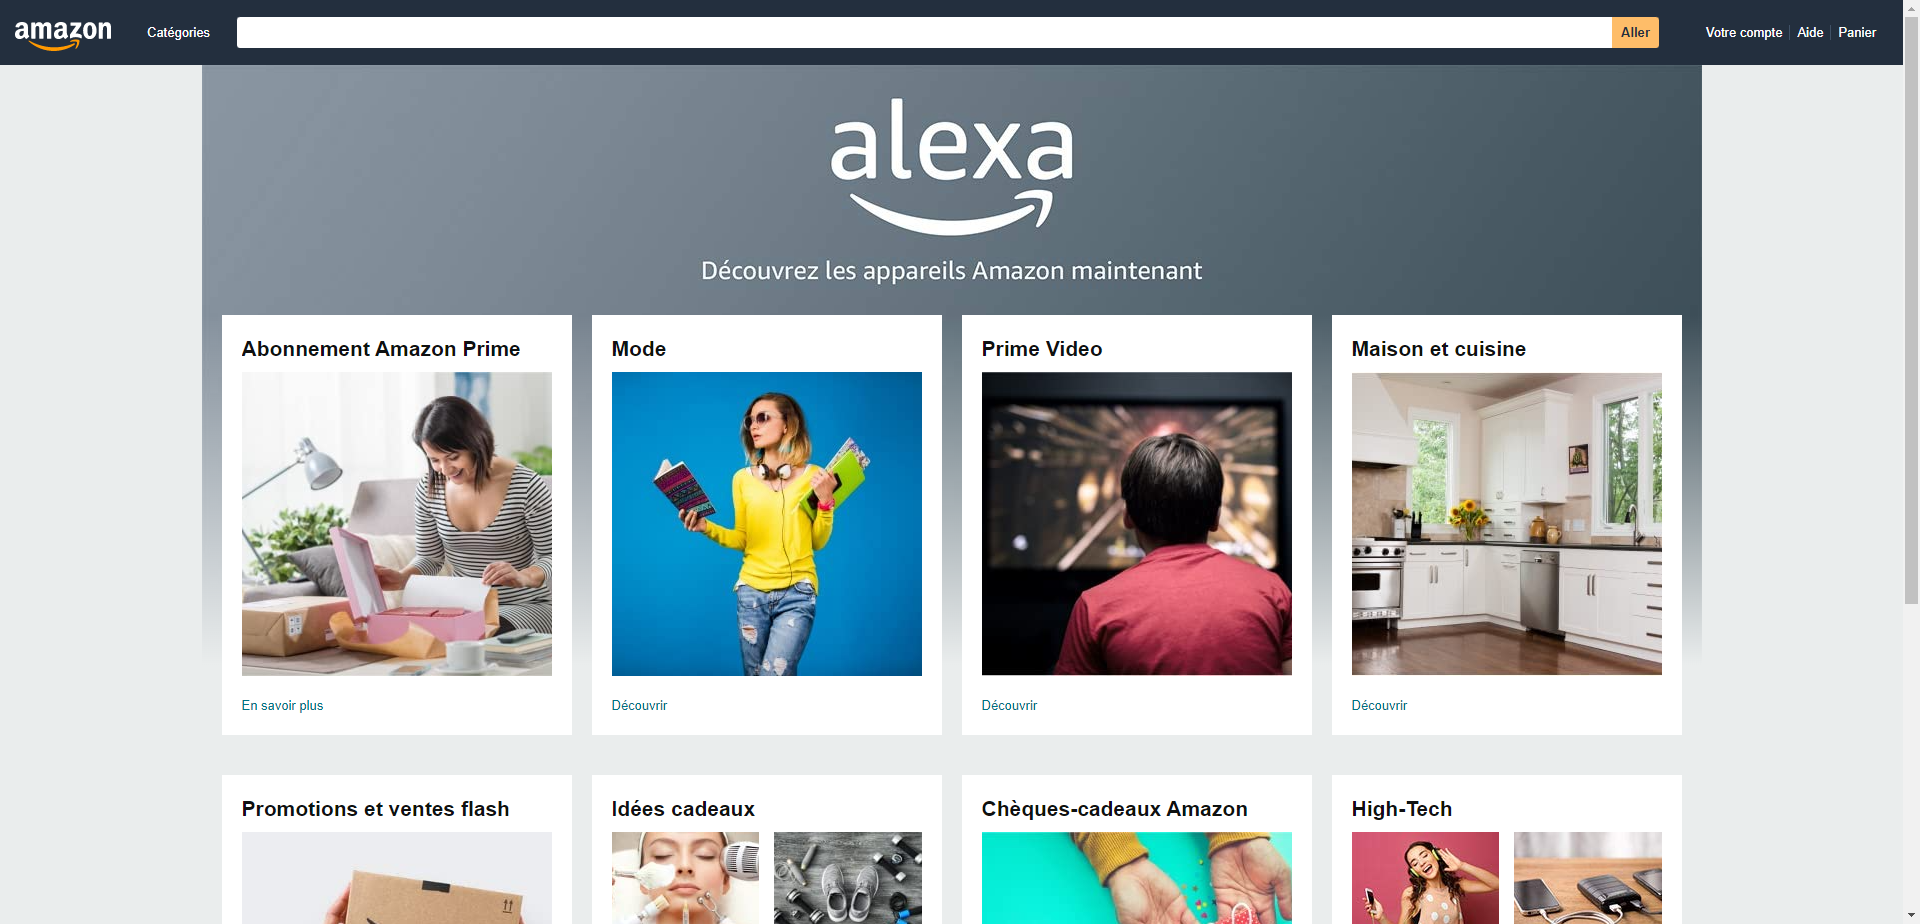 amazon
Catégories
Aller
Votre compte
Aide
Panier
alexa
Découvrez les appareils Amazon maintenant
Abonnement Amazon Prime
En savoir plus
Mode
Découvrir
Prime Video
Découvrir
Maison et cuisine
Découvrir
Promotions et ventes flash
Idées cadeaux
Chèques-cadeaux Amazon
High-Tech